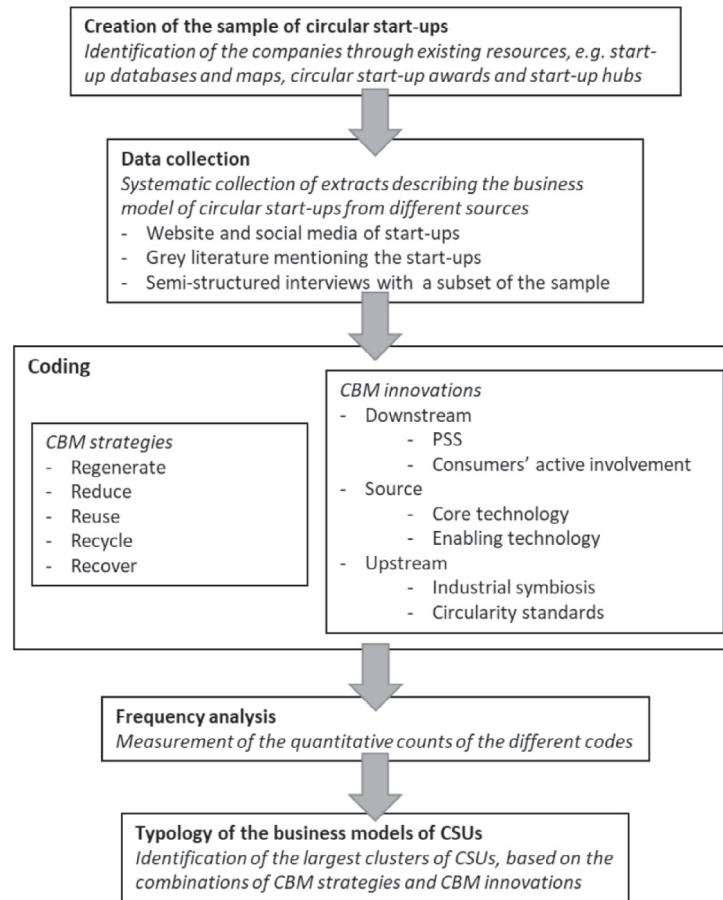 Creation of the sample of circular start-ups
Identification of the companies through existing resources, e.g. start-
up databases and maps, circular start-up awards and start-up hubs
Data collection
Systematic collection of extracts describing the business
model of circular start-ups from different sources
- Website and social media of start-ups
- Grey literature mentioning the start-ups
- Semi-structured interviews with a subset of the sample
Coding
CBM strategies
- Regenerate
- Reduce
- Reuse
- Recycle
- Recover
CBM innovations
- Downstream
- PSS
- Consumers' active involvement
- Source
- Core technology
- Enabling technology
- Upstream
- Industrial symbiosis
- Circularity standards
Frequency analysis
Measurement of the quantitative counts of the different codes
Typology of the business models of CSUs
Identification of the largest clusters of CSUs, based on the
combinations of CBM strategies and CBM innovations